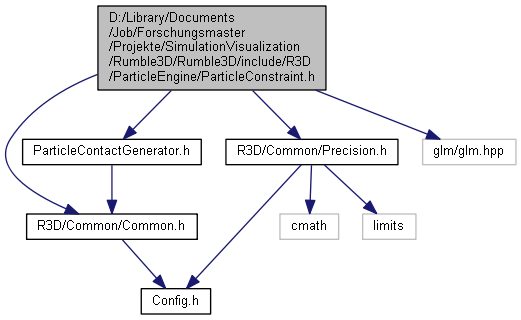 D:/Library/Documents
/Job/Forschungsmaster
/Projekte/SimulationVisualization
/Rumble3D/Rumble3D/include/R3D
/ParticleEngine/ParticleConstraint.h
ParticleContactGenerator.h
R3D/Common/Precision.h
glm/glm.hpp
R3D/Common/Common.h
cmath
limits
Config.h